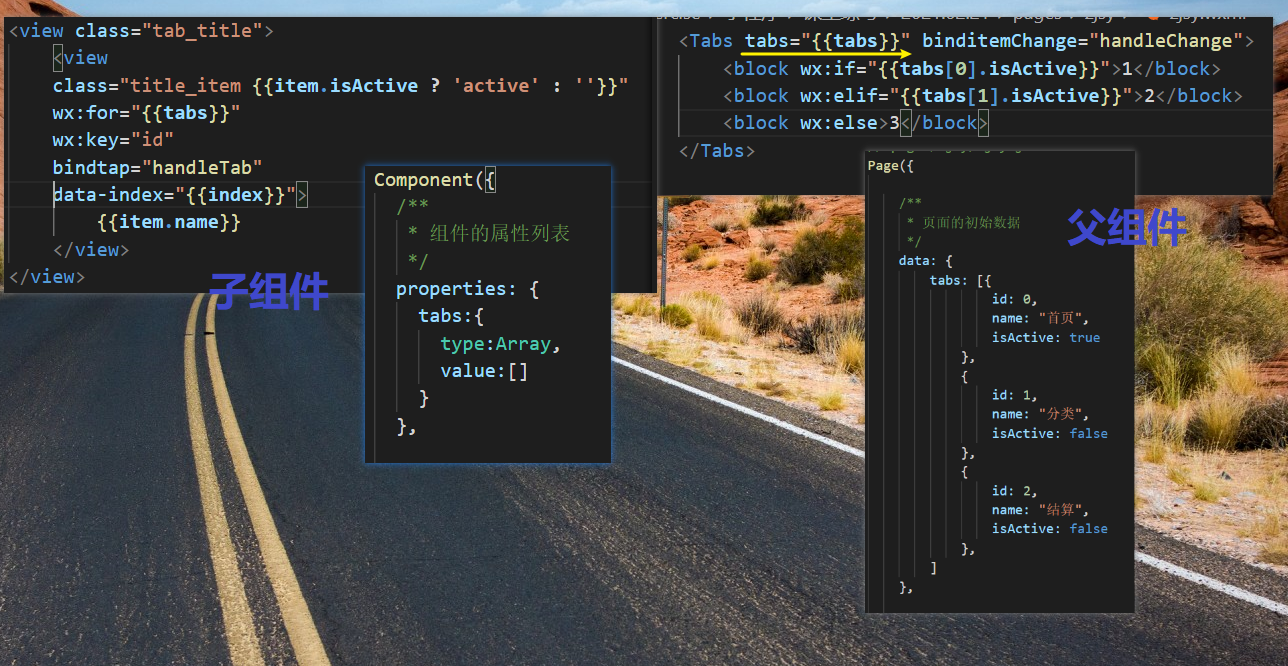 <view class="tab_title">
<view
class="title_item {{item.isActive ? 'active' : ''}}"
wx:for="{{tabs}}"
wx:key="id"
bindtap="handleTab"
data-index="{{index}}">
{{item.name}}
</view>
</view>
子组件
Component({
/**
* 组件的属性列表
*/
properties: {
tabs:{
type:Array,
value:[]
}
},
<Tabs tabs="{{tabs}}" binditemChange="handleChange">
<block wx:if="{{tabs[0].isActive}}">1</block>
<block wx:elif="{{tabs[1].isActive}}">2</block>
<block wx:else>3</block>
</Tabs>
父组件
Page({
/**
* 页面的初始数据
*/
data: {
tabs: [{
id: 0,
name: "首页",
isActive: true
},
{
id: 1,
name: "分类",
isActive: false
},
{
id: 2,
name: "结算",
isActive: false
},
]
},